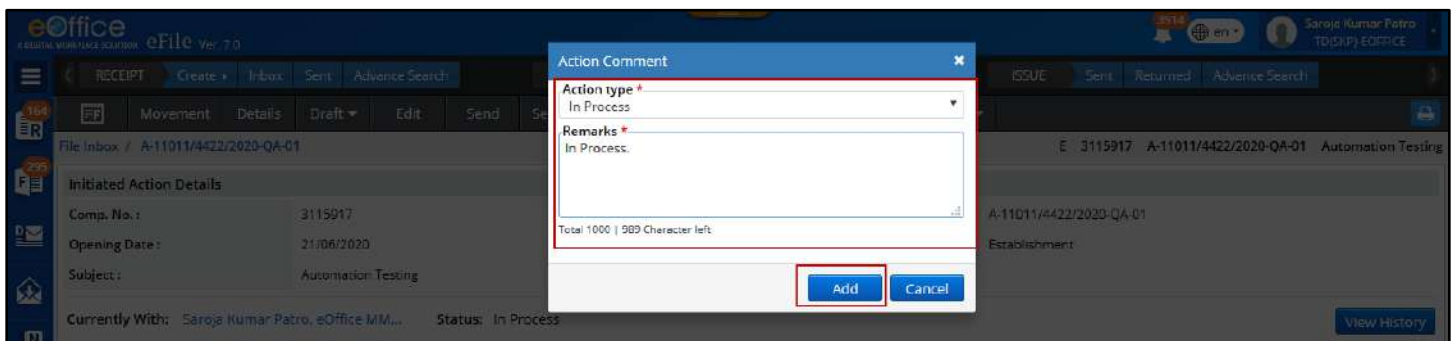 eOffice
A DIGITAL WORKPLACE SOLUTION eFile Ver. 7.0
3514
en
Saroja Kumar Patro
TD(SKP)-EOFFICE
RECEIPT Create Inbox Sent Advance Search
ISSUE Sent Returned Advance Search
Action Comment
Action type *
In Process
Remarks *
In Process.
Total 1000 | 989 Character left
Add Cancel
164
R
Movement Details Draft Edit Send Se
File Inbox / A-11011/4422/2020-QA-01
E 3115917 A-11011/4422/2020-QA-01 Automation Testing
295
F
Initiated Action Details
Comp. No. : 3115917 A-11011/4422/2020-QA-01
D
Opening Date : 21/06/2020 Establishment
Subject : Automation Testing
Currently With: Saroja Kumar Patro, eOffice MM... Status: In Process View History